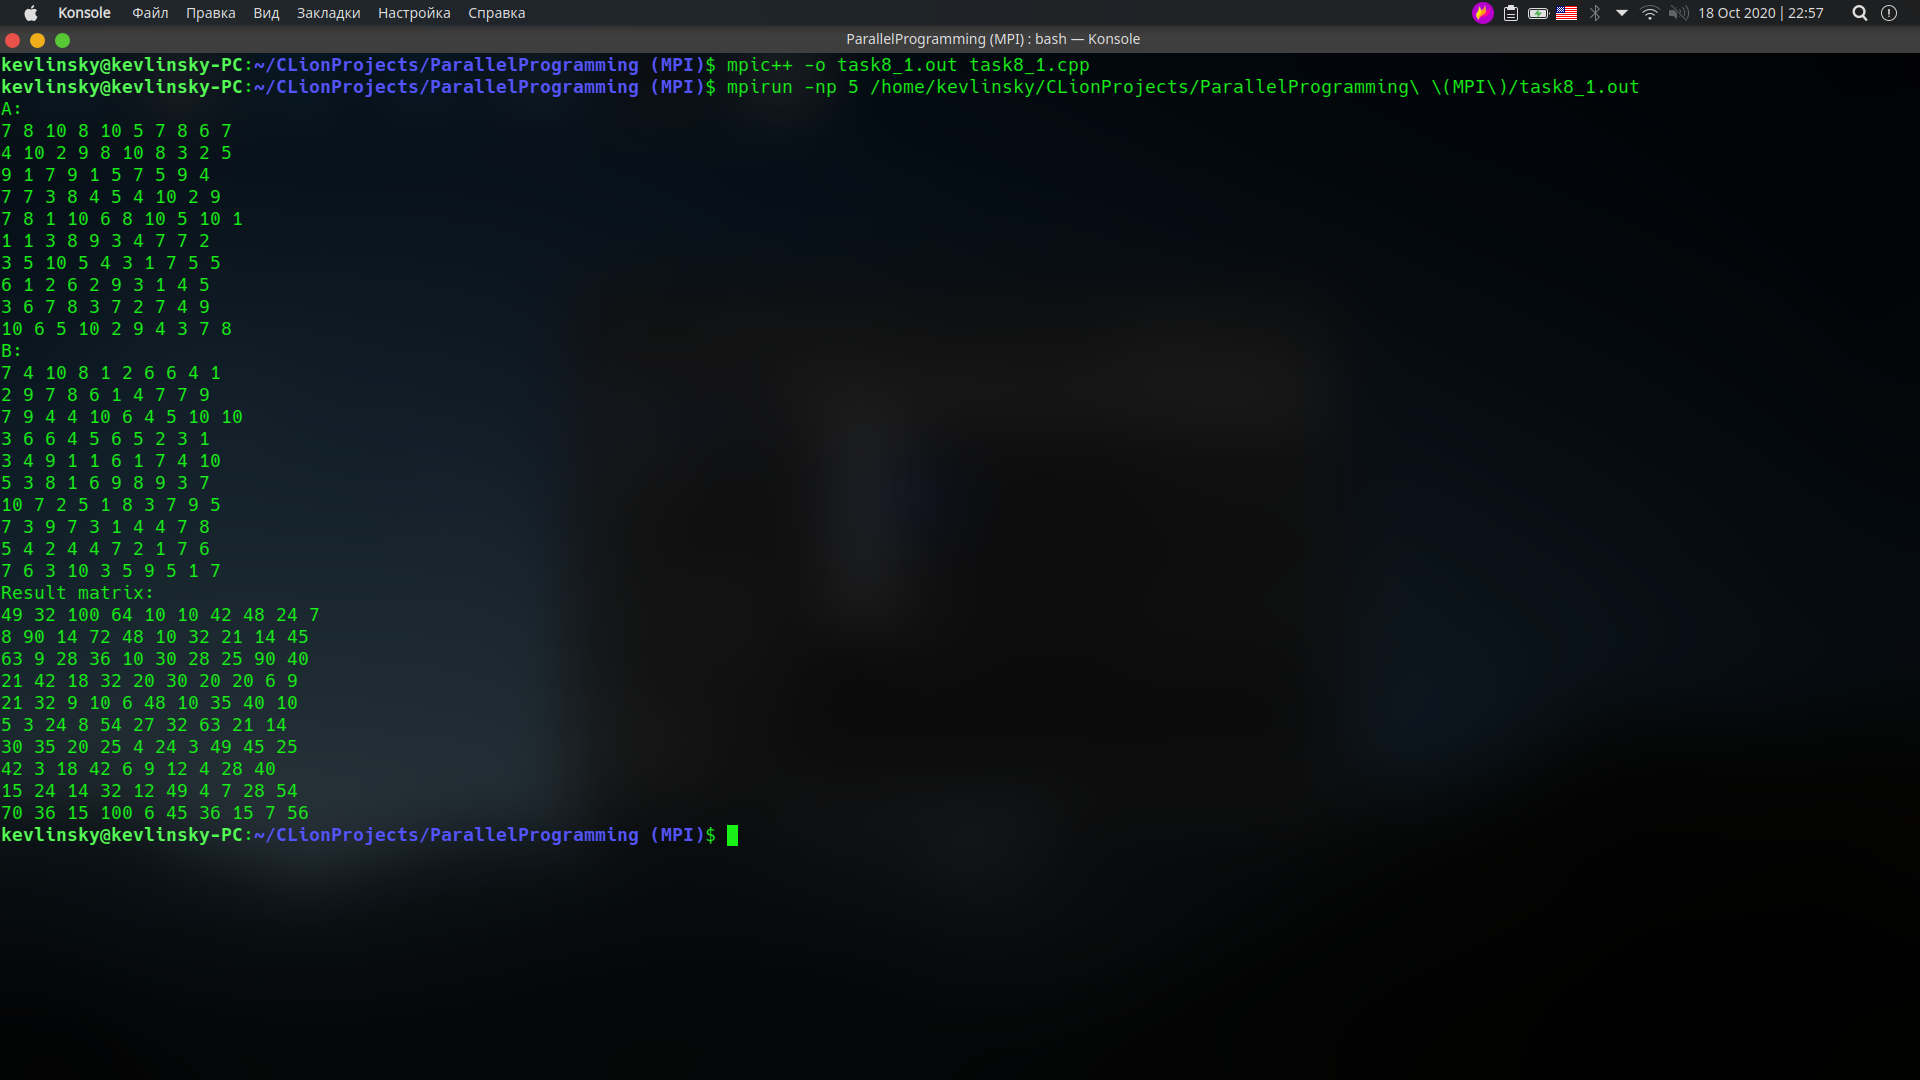 Konsole Файл Правка Вид Закладки Настройка Справка 18 Oct 2020 | 22:57
ParallelProgramming (MPI) : bash — Konsole
kevlinsky@kevlinsky-PC:~/CLionProjects/ParallelProgramming (MPI)$ mpic++ -o task8_1.out task8_1.cpp
kevlinsky@kevlinsky-PC:~/CLionProjects/ParallelProgramming (MPI)$ mpirun -np 5 /home/kevlinsky/CLionProjects/ParallelProgramming\ \(MPI\)/task8_1.out
A:
7 8 10 8 10 5 7 8 6 7
4 10 2 9 8 10 8 3 2 5
9 1 7 9 1 5 7 5 9 4
7 7 3 8 4 5 4 10 2 9
7 8 1 10 6 8 10 5 10 1
1 1 3 8 9 3 4 7 7 2
3 5 10 5 4 3 1 7 5 5
6 1 2 6 2 9 3 1 4 5
3 6 7 8 3 7 2 7 4 9
10 6 5 10 2 9 4 3 7 8
B:
7 4 10 8 1 2 6 6 4 1
2 9 7 8 6 1 4 7 7 9
7 9 4 4 10 6 4 5 10 10
3 6 6 4 5 6 5 2 3 1
3 4 9 1 1 6 1 7 4 10
5 3 8 1 6 9 8 9 3 7
10 7 2 5 1 8 3 7 9 5
7 3 9 7 3 1 4 4 7 8
5 4 2 4 4 7 2 1 7 6
7 6 3 10 3 5 9 5 1 7
Result matrix:
49 32 100 64 10 10 42 48 24 7
8 90 14 72 48 10 32 21 14 45
63 9 28 36 10 30 28 25 90 40
21 42 18 32 20 30 20 20 6 9
21 32 9 10 6 48 10 35 40 10
5 3 24 8 54 27 32 63 21 14
30 35 20 25 4 24 3 49 45 25
42 3 18 42 6 9 12 4 28 40
15 24 14 32 12 49 4 7 28 54
70 36 15 100 6 45 36 15 7 56
kevlinsky@kevlinsky-PC:~/CLionProjects/ParallelProgramming (MPI)$